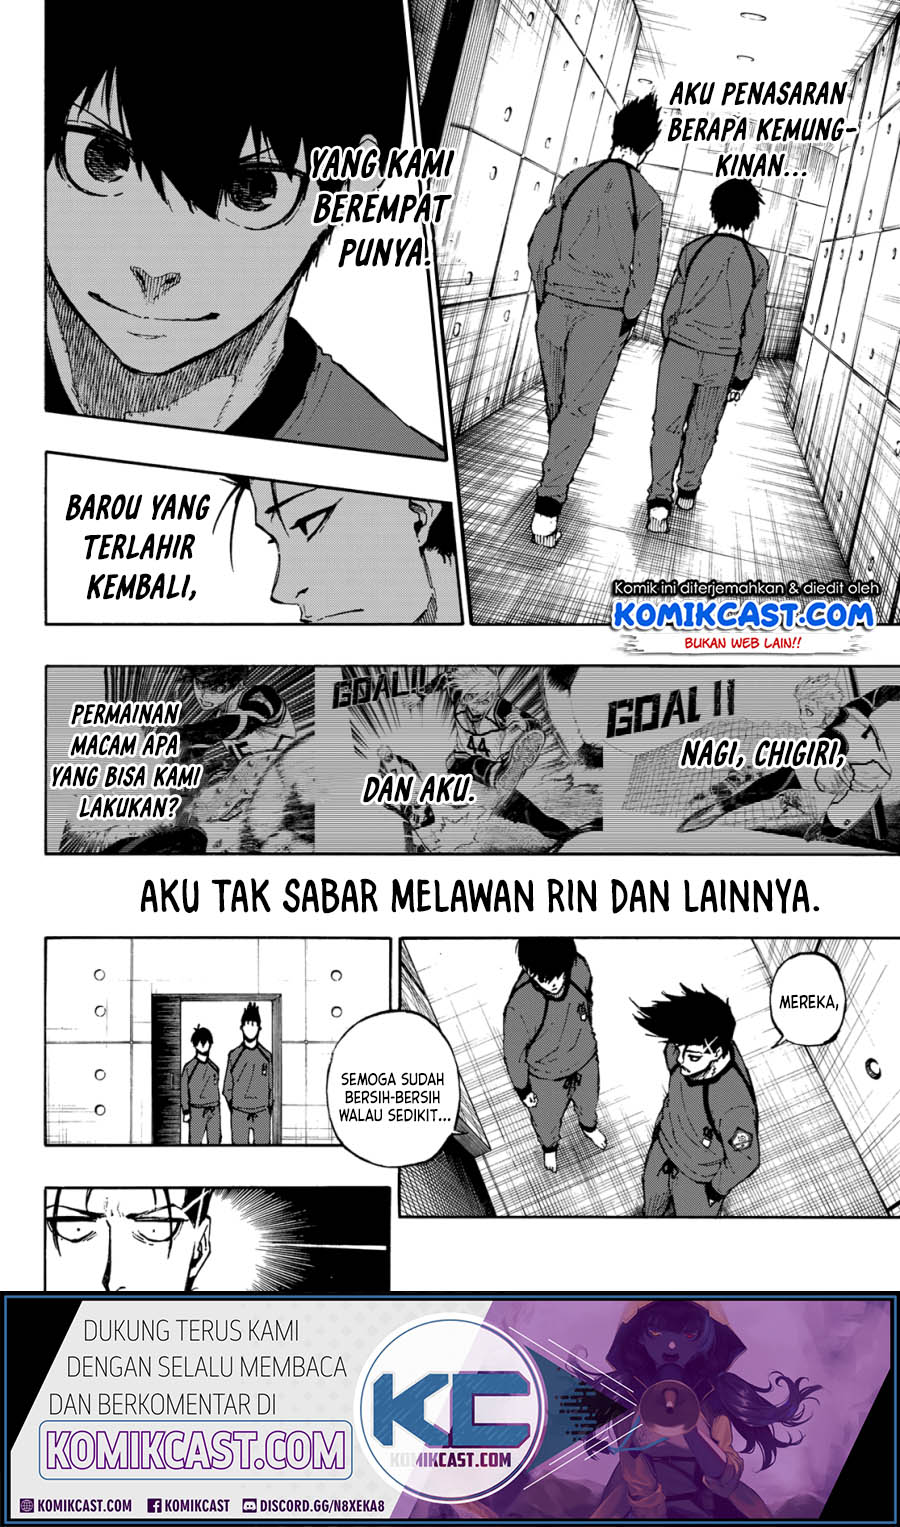 AKU PENASARAN
BERAPA KEMUNG-
KINAN...
YANG KAMI
BEREMPAT
PUNYA.
BAROU YANG
TERLAHIR
KEMBALI,
Komik ini diterjemahkan & diedit oleh
KOMIKCAST.COM
BUKAN WEB LAIN!!
GOAL!!
NAGI, CHIGIRI,
GOAL!!
44
DAN AKU.
PERMAINAN
MACAM APA
YANG BISA KAMI
LAKUKAN?
AKU TAK SABAR MELAWAN RIN DAN LAINNYA.
MEREKA,
SEMOGA SUDAH
BERSIH-BERSIH
WALAU SEDIKIT...
DUKUNG TERUS KAMI
DENGAN SELALU MEMBACA
DAN BERKOMENTAR DI
KOMIKCAST.COM
KC
KOMIKCAST.COM
KOMIKCAST.COM
KOMIKCAST
DISCORD.GG/N8XEKA8